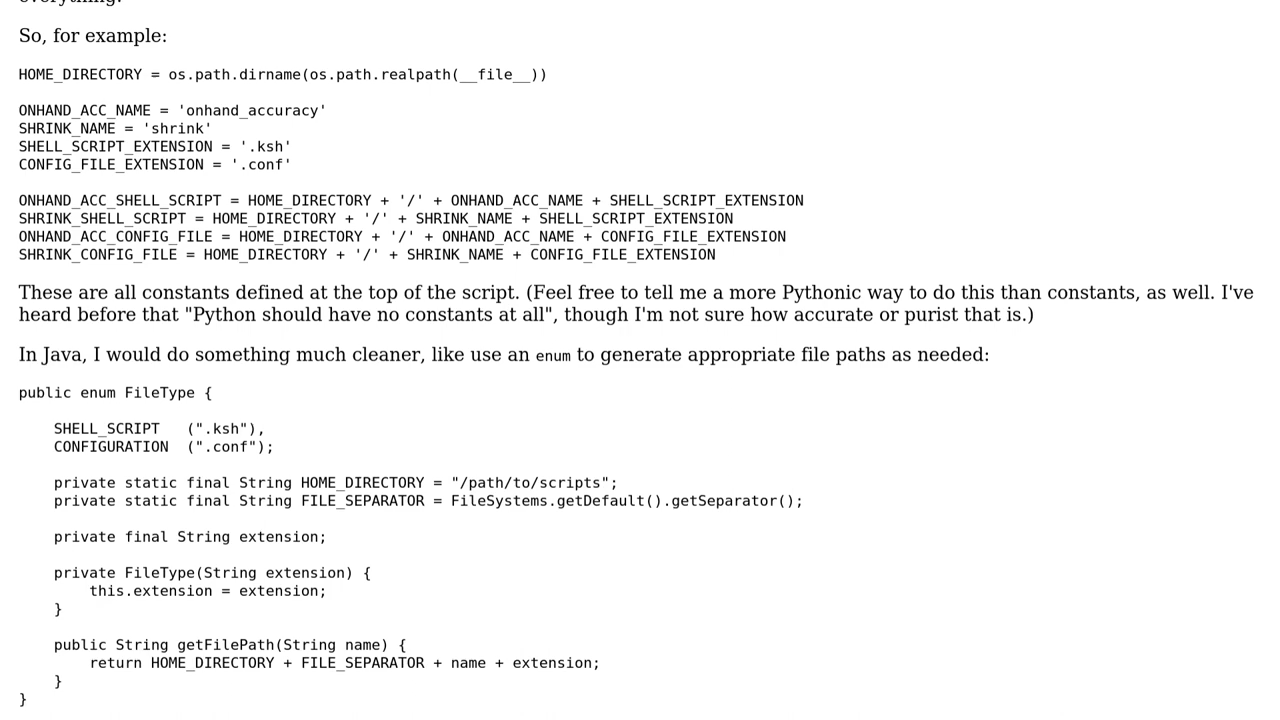 everything.
So, for example:
HOME_DIRECTORY = os.path.dirname(os.path.realpath(__file__))
ONHAND_ACC_NAME = 'onhand_accuracy'
SHRINK_NAME = 'shrink'
SHELL_SCRIPT_EXTENSION = '.ksh'
CONFIG_FILE_EXTENSION = '.conf'
ONHAND_ACC_SHELL_SCRIPT = HOME_DIRECTORY + '/' + ONHAND_ACC_NAME + SHELL_SCRIPT_EXTENSION
SHRINK_SHELL_SCRIPT = HOME_DIRECTORY + '/' + SHRINK_NAME + SHELL_SCRIPT_EXTENSION
ONHAND_ACC_CONFIG_FILE = HOME_DIRECTORY + '/' + ONHAND_ACC_NAME + CONFIG_FILE_EXTENSION
SHRINK_CONFIG_FILE = HOME_DIRECTORY + '/' + SHRINK_NAME + CONFIG_FILE_EXTENSION
These are all constants defined at the top of the script. (Feel free to tell me a more Pythonic way to do this than constants, as well. I've
heard before that "Python should have no constants at all", though I'm not sure how accurate or purist that is.)
In Java, I would do something much cleaner, like use an enum to generate appropriate file paths as needed:
public enum FileType {
    SHELL_SCRIPT   (".ksh"),
    CONFIGURATION  (".conf");
    private static final String HOME_DIRECTORY = "/path/to/scripts";
    private static final String FILE_SEPARATOR = FileSystems.getDefault().getSeparator();
    private final String extension;
    private FileType(String extension) {
        this.extension = extension;
    }
    public String getFilePath(String name) {
        return HOME_DIRECTORY + FILE_SEPARATOR + name + extension;
    }
}